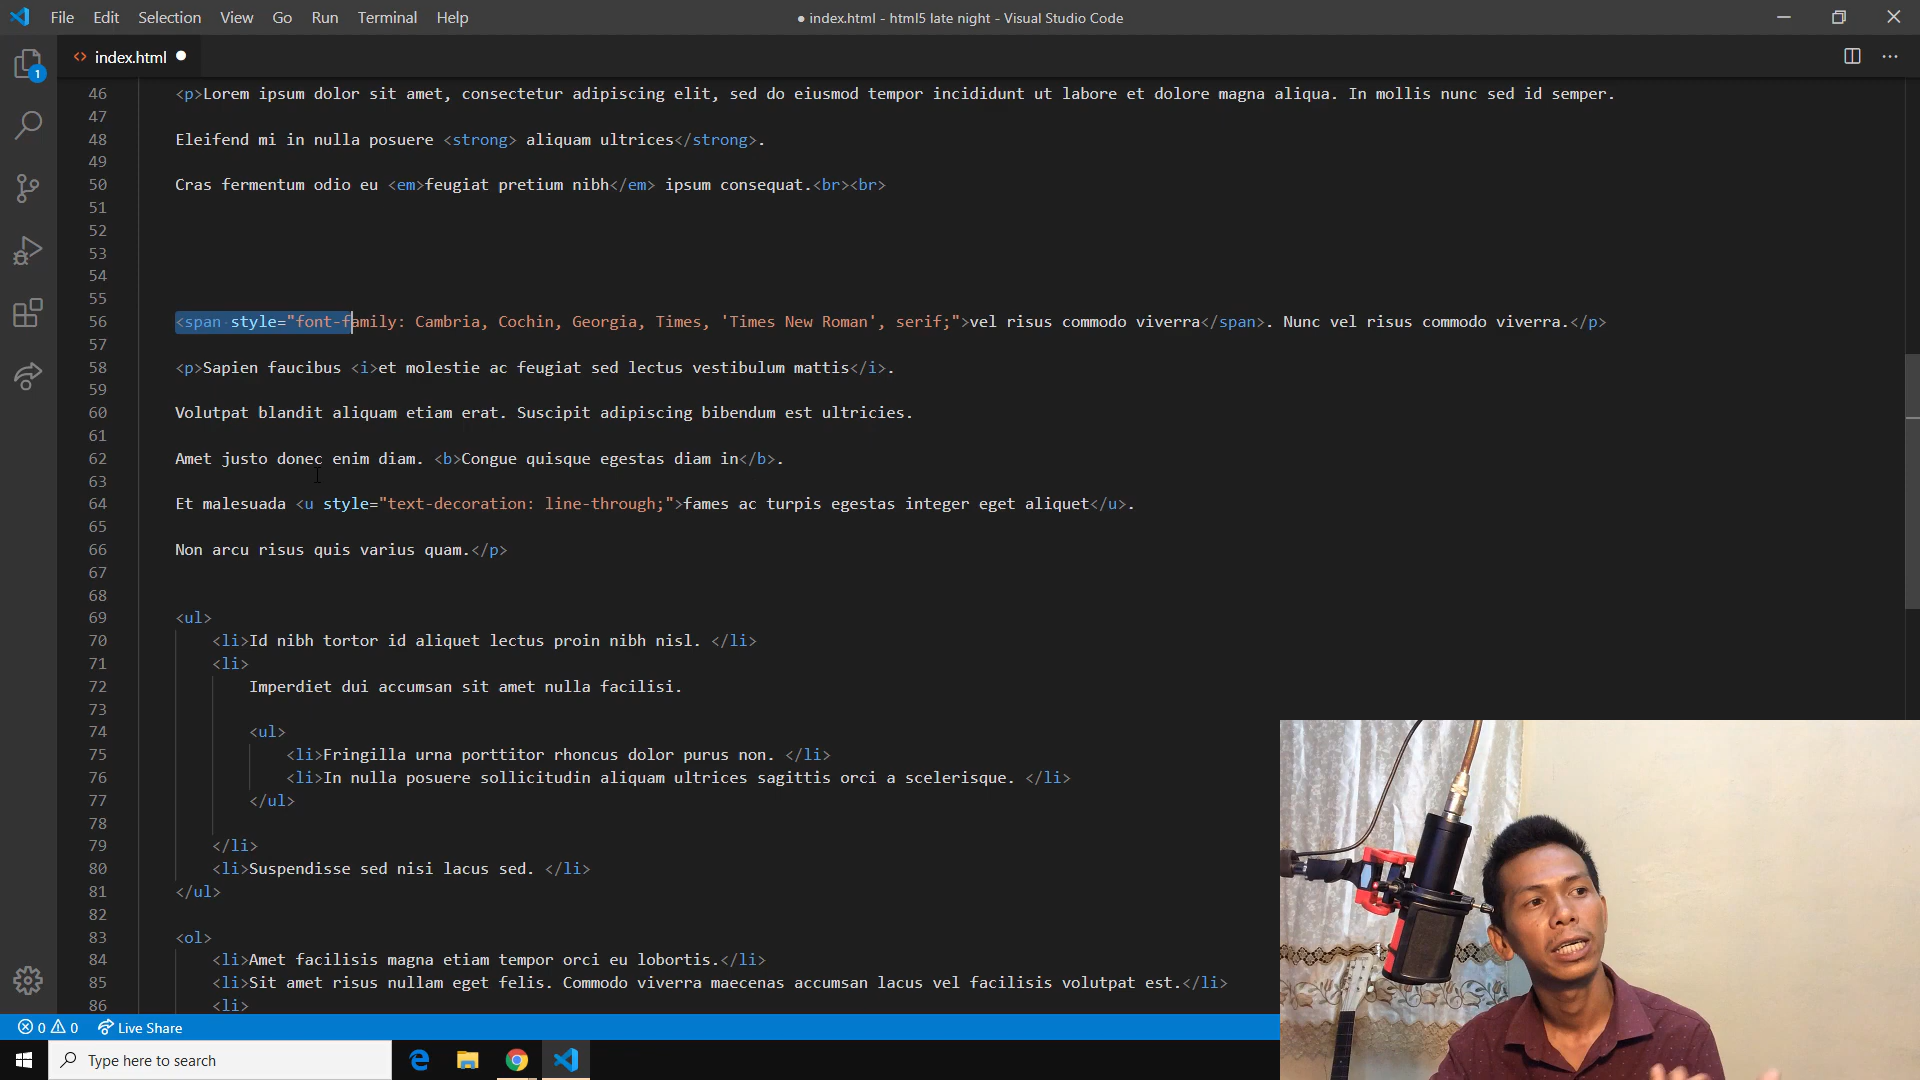 File Edit Selection View Go Run Terminal Help
● index.html - html5 late night - Visual Studio Code
<> index.html ●
1
46 <p>Lorem ipsum dolor sit amet, consectetur adipiscing elit, sed do eiusmod tempor incididunt ut labore et dolore magna aliqua. In mollis nunc sed id semper.
47
48 Eleifend mi in nulla posuere <strong> aliquam ultrices</strong>.
49
50 Cras fermentum odio eu <em>feugiat pretium nibh</em> ipsum consequat.<br><br>
51
52
53
54
55
56 <span style="font-family: Cambria, Cochin, Georgia, Times, 'Times New Roman', serif;">vel risus commodo viverra</span>. Nunc vel risus commodo viverra.</p>
57
58 <p>Sapien faucibus <i>et molestie ac feugiat sed lectus vestibulum mattis</i>.
59
60 Volutpat blandit aliquam etiam erat. Suscipit adipiscing bibendum est ultricies.
61
62 Amet justo donec enim diam. <b>Congue quisque egestas diam in</b>.
63
64 Et malesuada <u style="text-decoration: line-through;">fames ac turpis egestas integer eget aliquet</u>.
65
66 Non arcu risus quis varius quam.</p>
67
68
69 <ul>
70 <li>Id nibh tortor id aliquet lectus proin nibh nisl. </li>
71 <li>
72 Imperdiet dui accumsan sit amet nulla facilisi.
73
74 <ul>
75 <li>Fringilla urna porttitor rhoncus dolor purus non. </li>
76 <li>In nulla posuere sollicitudin aliquam ultrices sagittis orci a scelerisque. </li>
77 </ul>
78
79 </li>
80 <li>Suspendisse sed nisi lacus sed. </li>
81 </ul>
82
83 <ol>
84 <li>Amet facilisis magna etiam tempor orci eu lobortis.</li>
85 <li>Sit amet risus nullam eget felis. Commodo viverra maecenas accumsan lacus vel facilisis volutpat est.</li>
86 <li>
0 0 Live Share
Type here to search